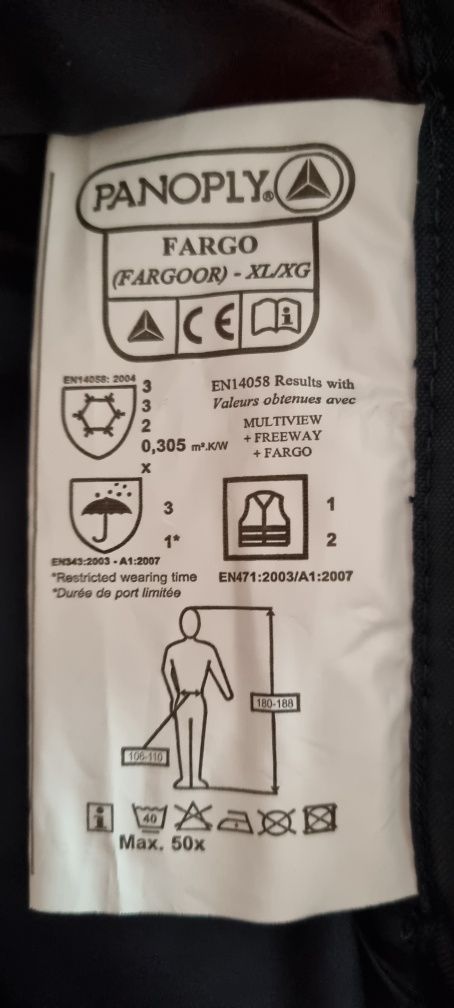 PANOPLY®
FARGO
(FARGOOR) - XL/XG
CE
i
EN14058: 2004
3
3
2
0,305 m².K/W
x
EN14058 Results with
Valeurs obtenues avec
MULTIVIEW
+ FREEWAY
+ FARGO
3
1*
EN343:2003 - A1:2007
*Restricted wearing time
*Durée de port limitée
1
2
EN471:2003/A1:2007
180-188
106-110
i
40
Max. 50x